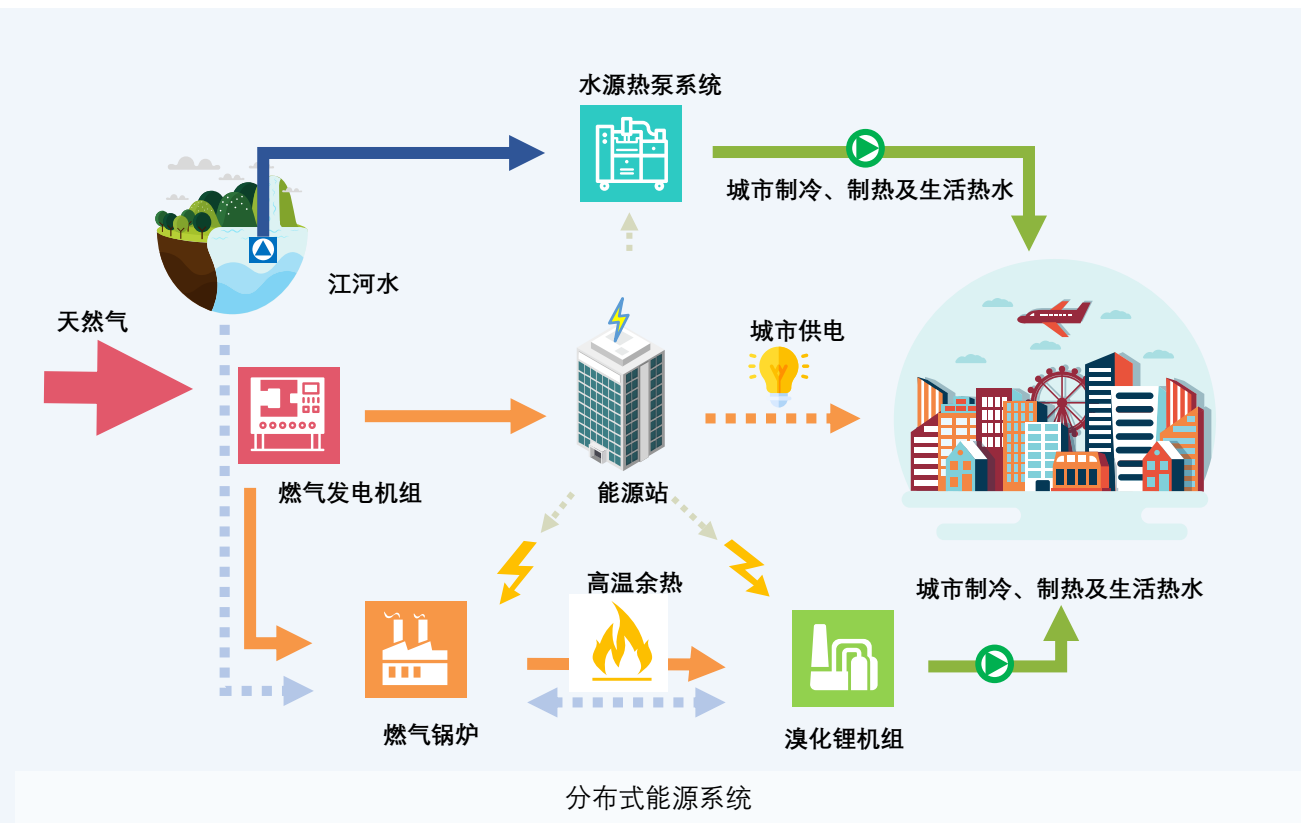 水源热泵系统
城市制冷、制热及生活热水
江河水
天然气
城市供电
燃气发电机组
能源站
高温余热
城市制冷、制热及生活热水
燃气锅炉
溴化锂机组
分布式能源系统